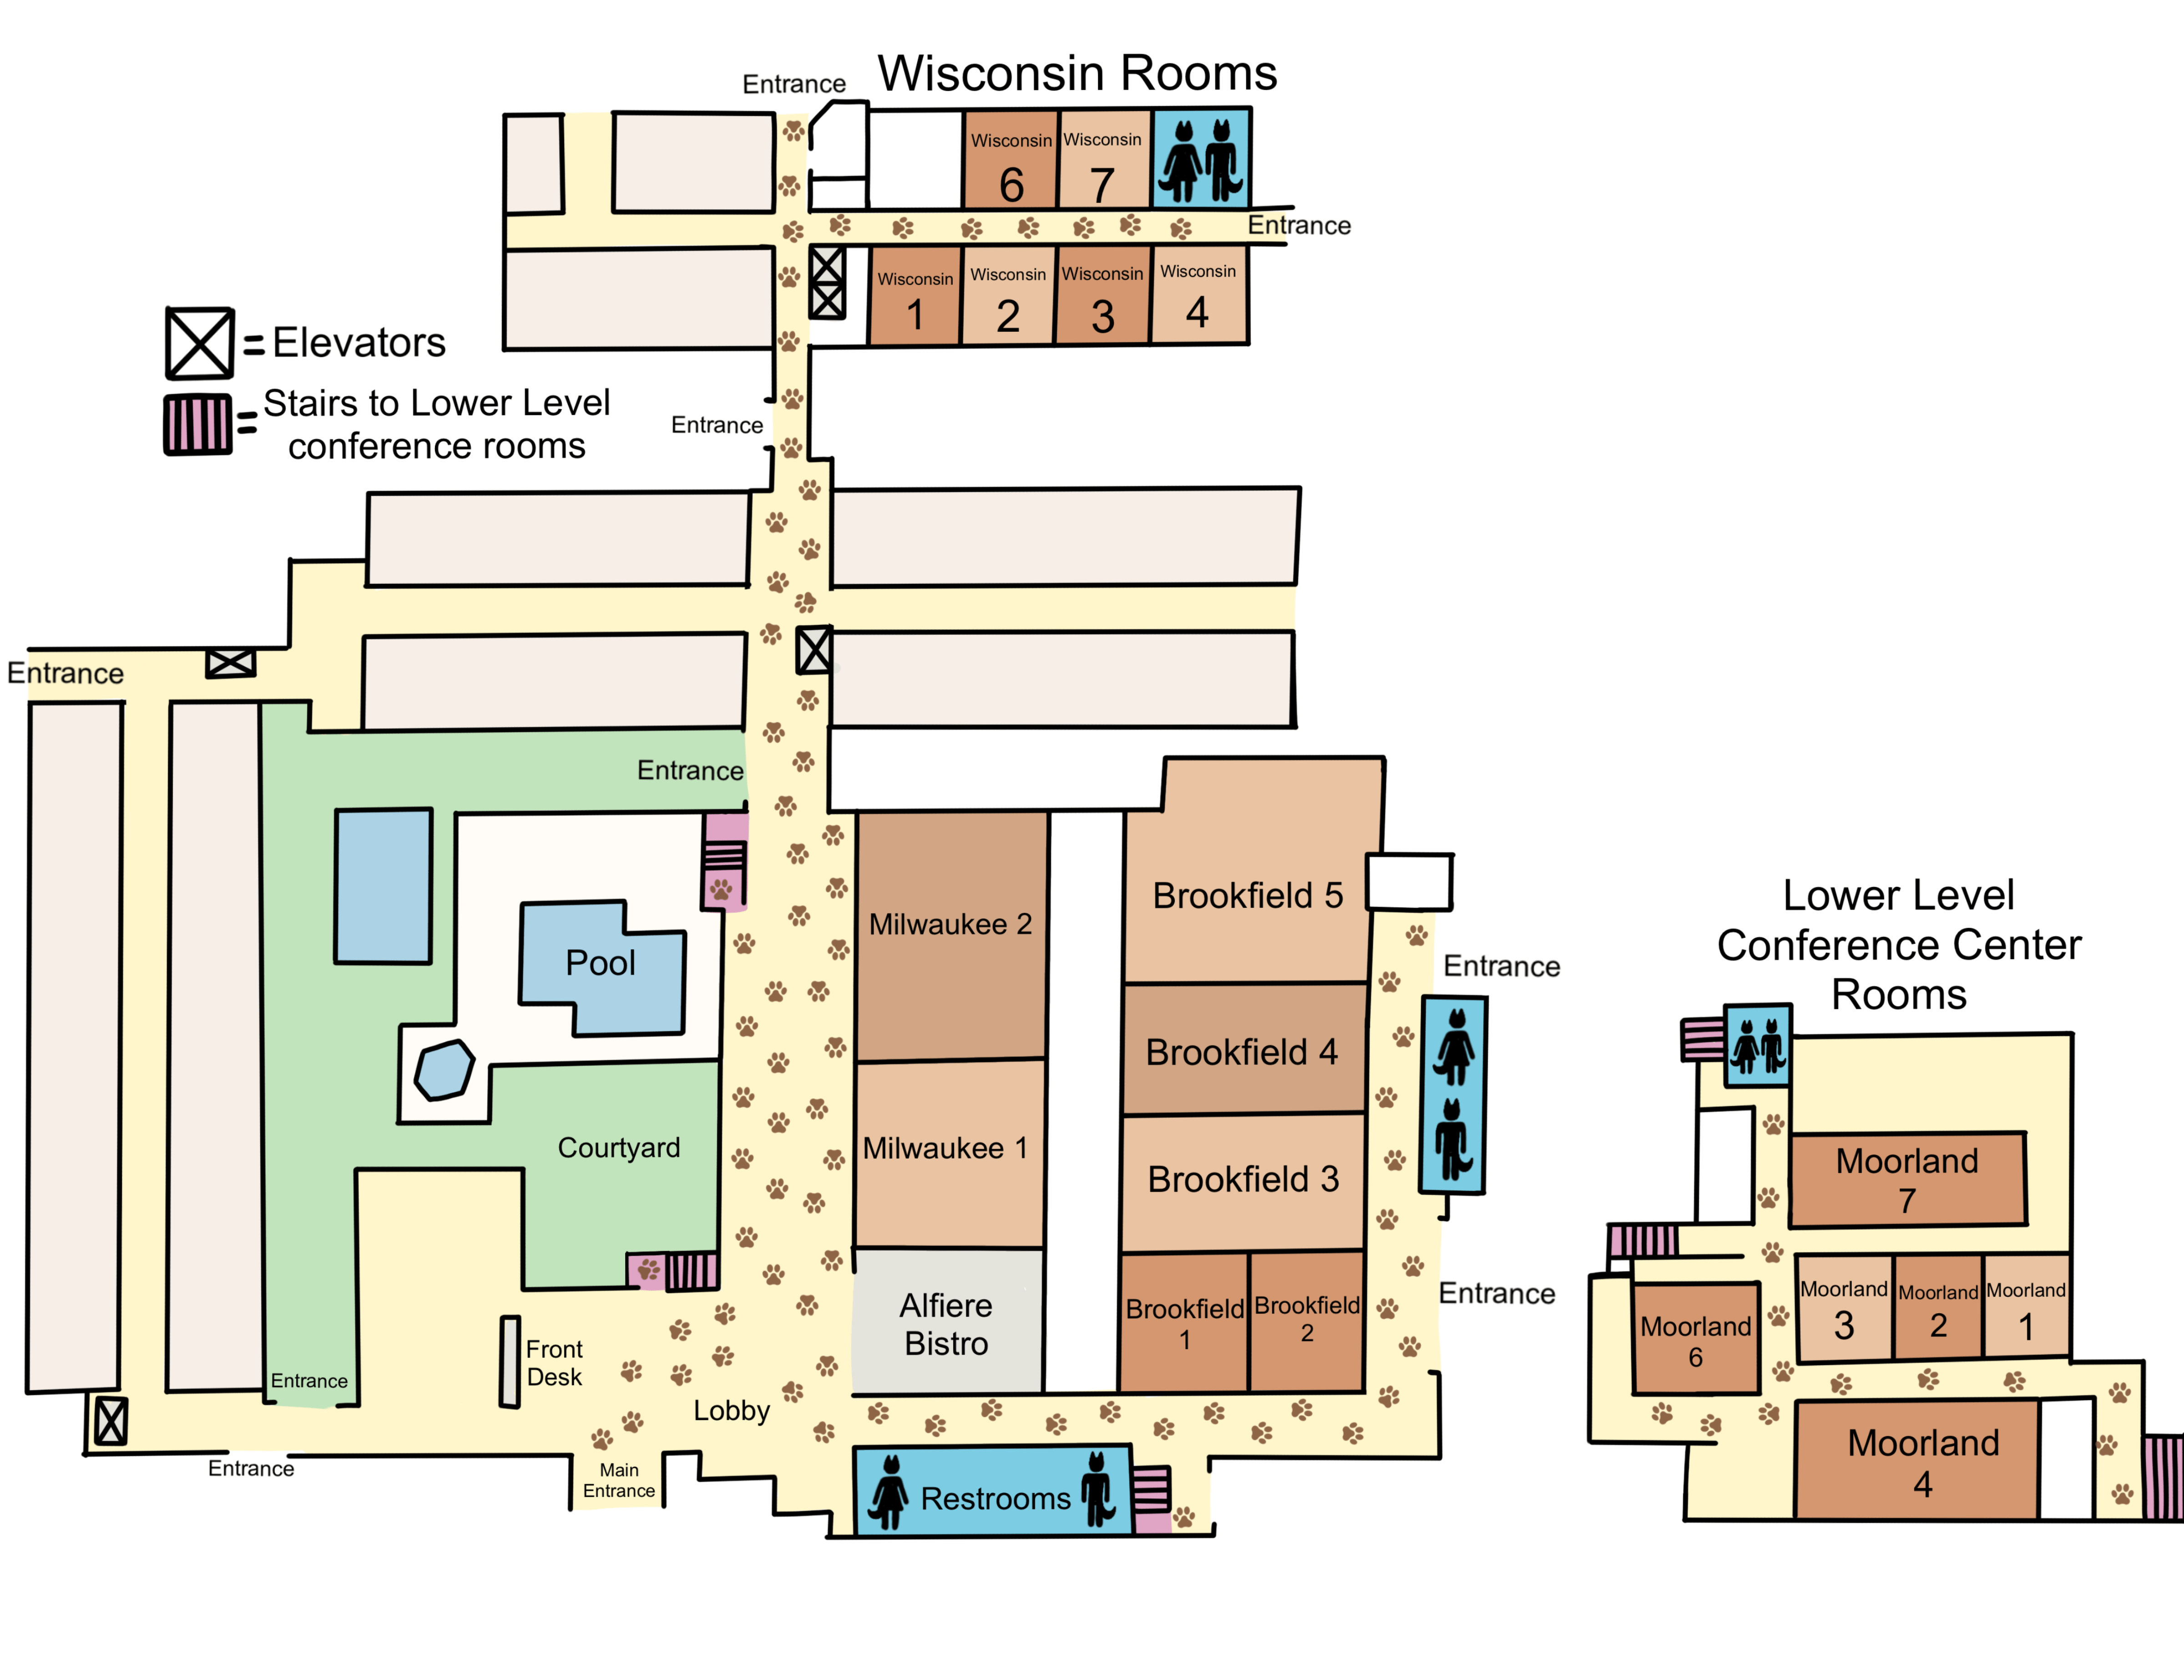 Entrance
Wisconsin Rooms
Wisconsin
6
Wisconsin
7
Entrance
Wisconsin
1
Wisconsin
2
Wisconsin
3
Wisconsin
4
= Elevators
= Stairs to Lower Level
conference rooms
Entrance
Entrance
Entrance
Pool
Courtyard
Milwaukee 2
Milwaukee 1
Alfiere
Bistro
Brookfield 5
Brookfield 4
Brookfield 3
Brookfield
1
Brookfield
2
Entrance
Entrance
Front
Desk
Lobby
Entrance
Entrance
Main
Entrance
Restrooms
Lower Level
Conference Center
Rooms
Moorland
7
Moorland
3
Moorland
2
Moorland
1
Moorland
6
Moorland
4